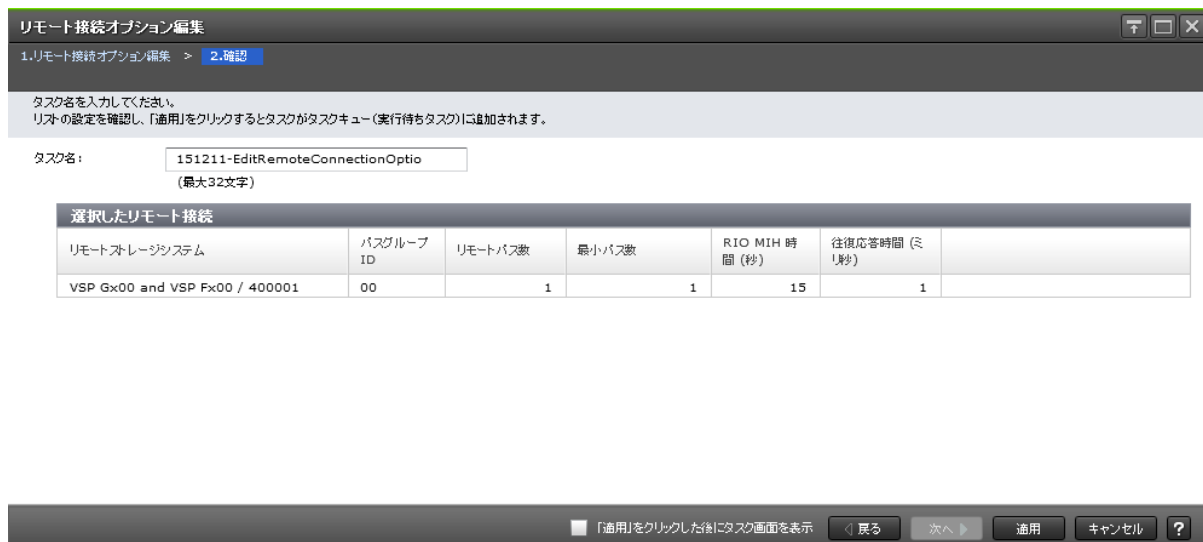 リモート接続オプション編集
1.リモート接続オプション編集 > 2.確認
タスク名を入力してください。
リストの設定を確認し、「適用」をクリックするとタスクがタスクキュー(実行待ちタスク)に追加されます。
タスク名: 151211-EditRemoteConnectionOptio
(最大32文字)
選択したリモート接続
リモートストレージシステム パスグループ ID リモートパス数 最小パス数 RIO MIH 時間 (秒) 往復応答時間 (ミリ秒)
VSP Gx00 and VSP Fx00 / 400001 00 1 1 15 1
「適用」をクリックした後にタスク画面を表示 戻る 次へ 適用 キャンセル ?